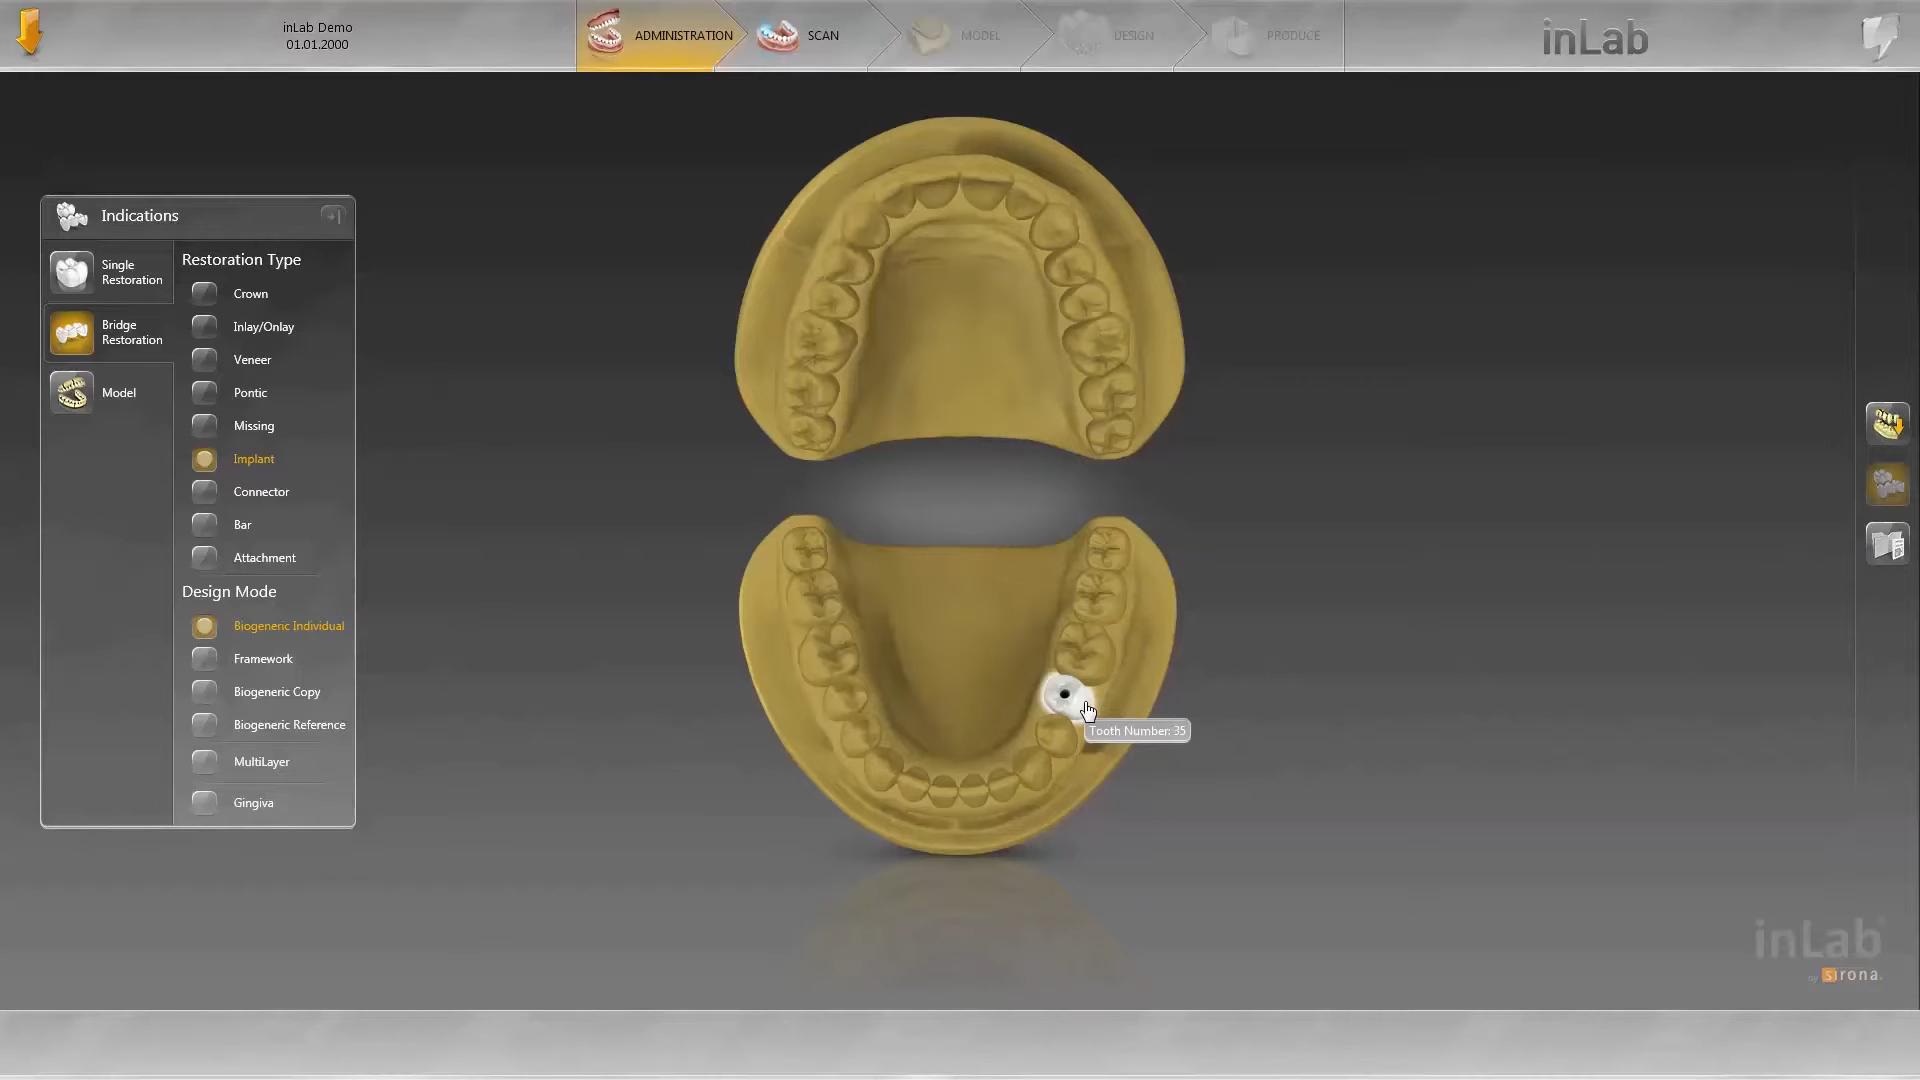 inLab Demo
01.01.2000
ADMINISTRATION
SCAN
MODEL
DESIGN
PRODUCE
inLab
Indications
Single
Restoration
Bridge
Restoration
Model
Restoration Type
Crown
Inlay/Onlay
Veneer
Pontic
Missing
Implant
Connector
Bar
Attachment
Design Mode
Biogeneric Individual
Framework
Biogeneric Copy
Biogeneric Reference
MultiLayer
Gingiva
Tooth Number: 35
inLab
by sirona.